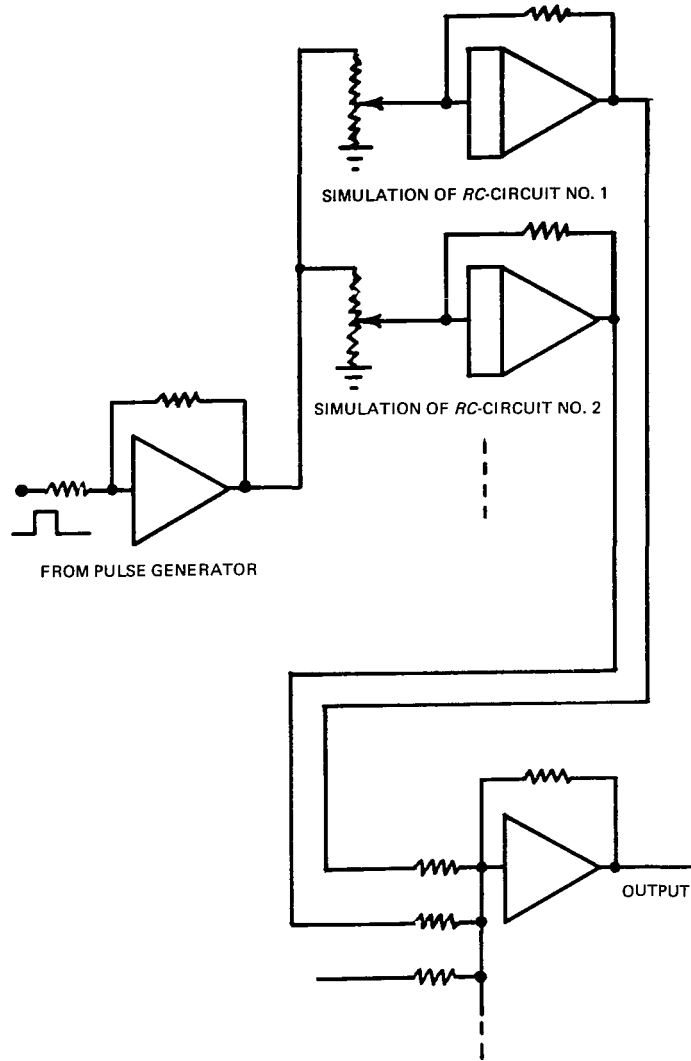 SIMULATION OF RC-CIRCUIT NO. 1
SIMULATION OF RC-CIRCUIT NO. 2
FROM PULSE GENERATOR
OUTPUT